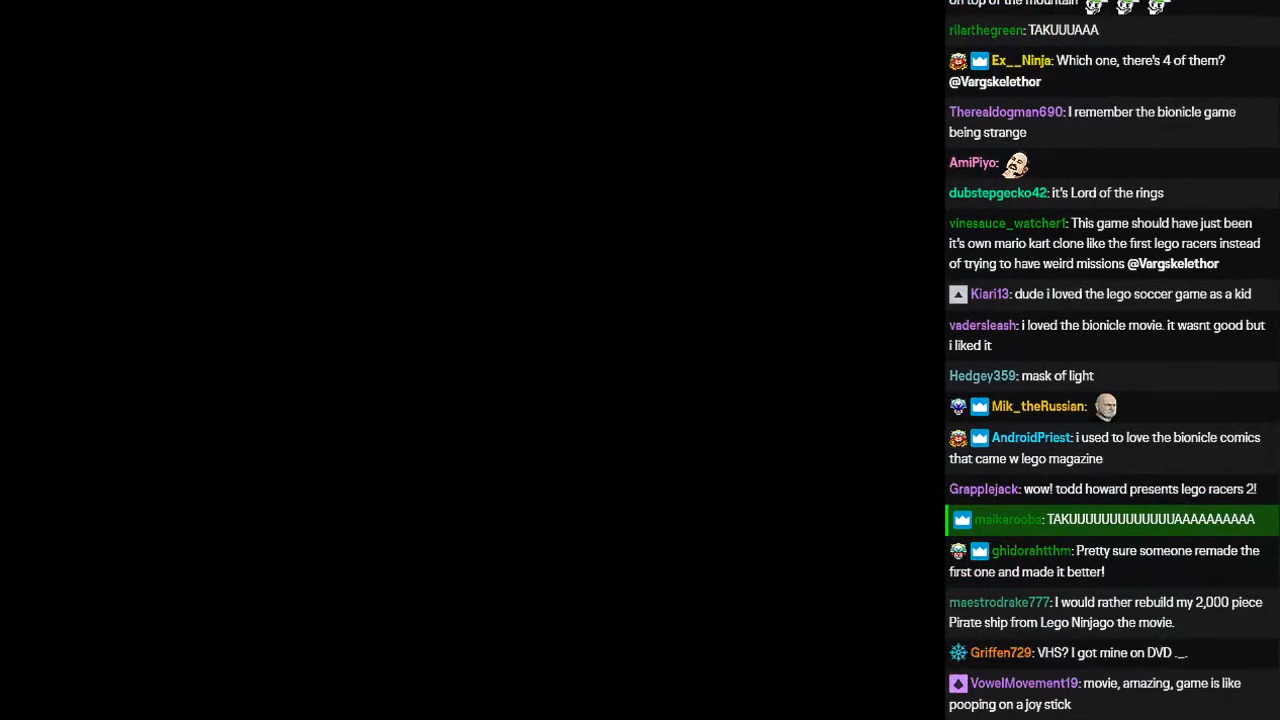 on top of the mountain
rilarthegreen: TAKUUUAAA
Ex__Ninja: Which one, there's 4 of them?
@Vargskelethor
Therealdogman690: I remember the bionicle game
being strange
AmiPiyo:
dubstepgecko42: it's Lord of the rings
vinesauce_watcher1: This game should have just been
it's own mario kart clone like the first lego racers instead
of trying to have weird missions @Vargskelethor
Kiari13: dude i loved the lego soccer game as a kid
vadersleash: i loved the bionicle movie. it wasnt good but
i liked it
Hedgey359: mask of light
Mik_theRussian:
AndroidPriest: i used to love the bionicle comics
that came w lego magazine
Grapplejack: wow! todd howard presents lego racers 2!
maikarooba: TAKUUUUUUUUUUUUUAAAAAAAAAA
ghidorahtthm: Pretty sure someone remade the
first one and made it better!
maestrodrake777: I would rather rebuild my 2,000 piece
Pirate ship from Lego Ninjago the movie.
Griffen729: VHS? I got mine on DVD ._.
VowelMovement19: movie, amazing, game is like
pooping on a joy stick